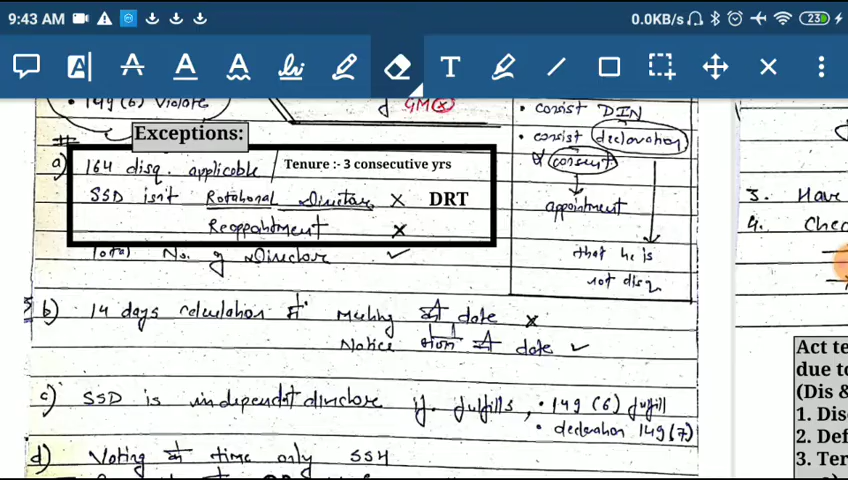 9:43 AM
0.0KB/s
23
• 149(6) Violate
GM(x)
• consist DIN
Exceptions:
• consist declaration
& consent
a) 164 disq. applicable
Tenure :- 3 consecutive yrs
SSD isn't Rotational Directors × DRT
Reappointment ×
Total No. of Director ✓
appointment
that he is
not disq.
3. Have
4. Chec
b) 14 days calculation में Meeting की date ×
Notice की date ✓
c) SSD is independent director if fulfills, • 149(6) fulfill
• declaration 149(7)
d) Voting के time only SSH
Act te
due to
(Dis &
1. Dis
2. Def
3. Ter